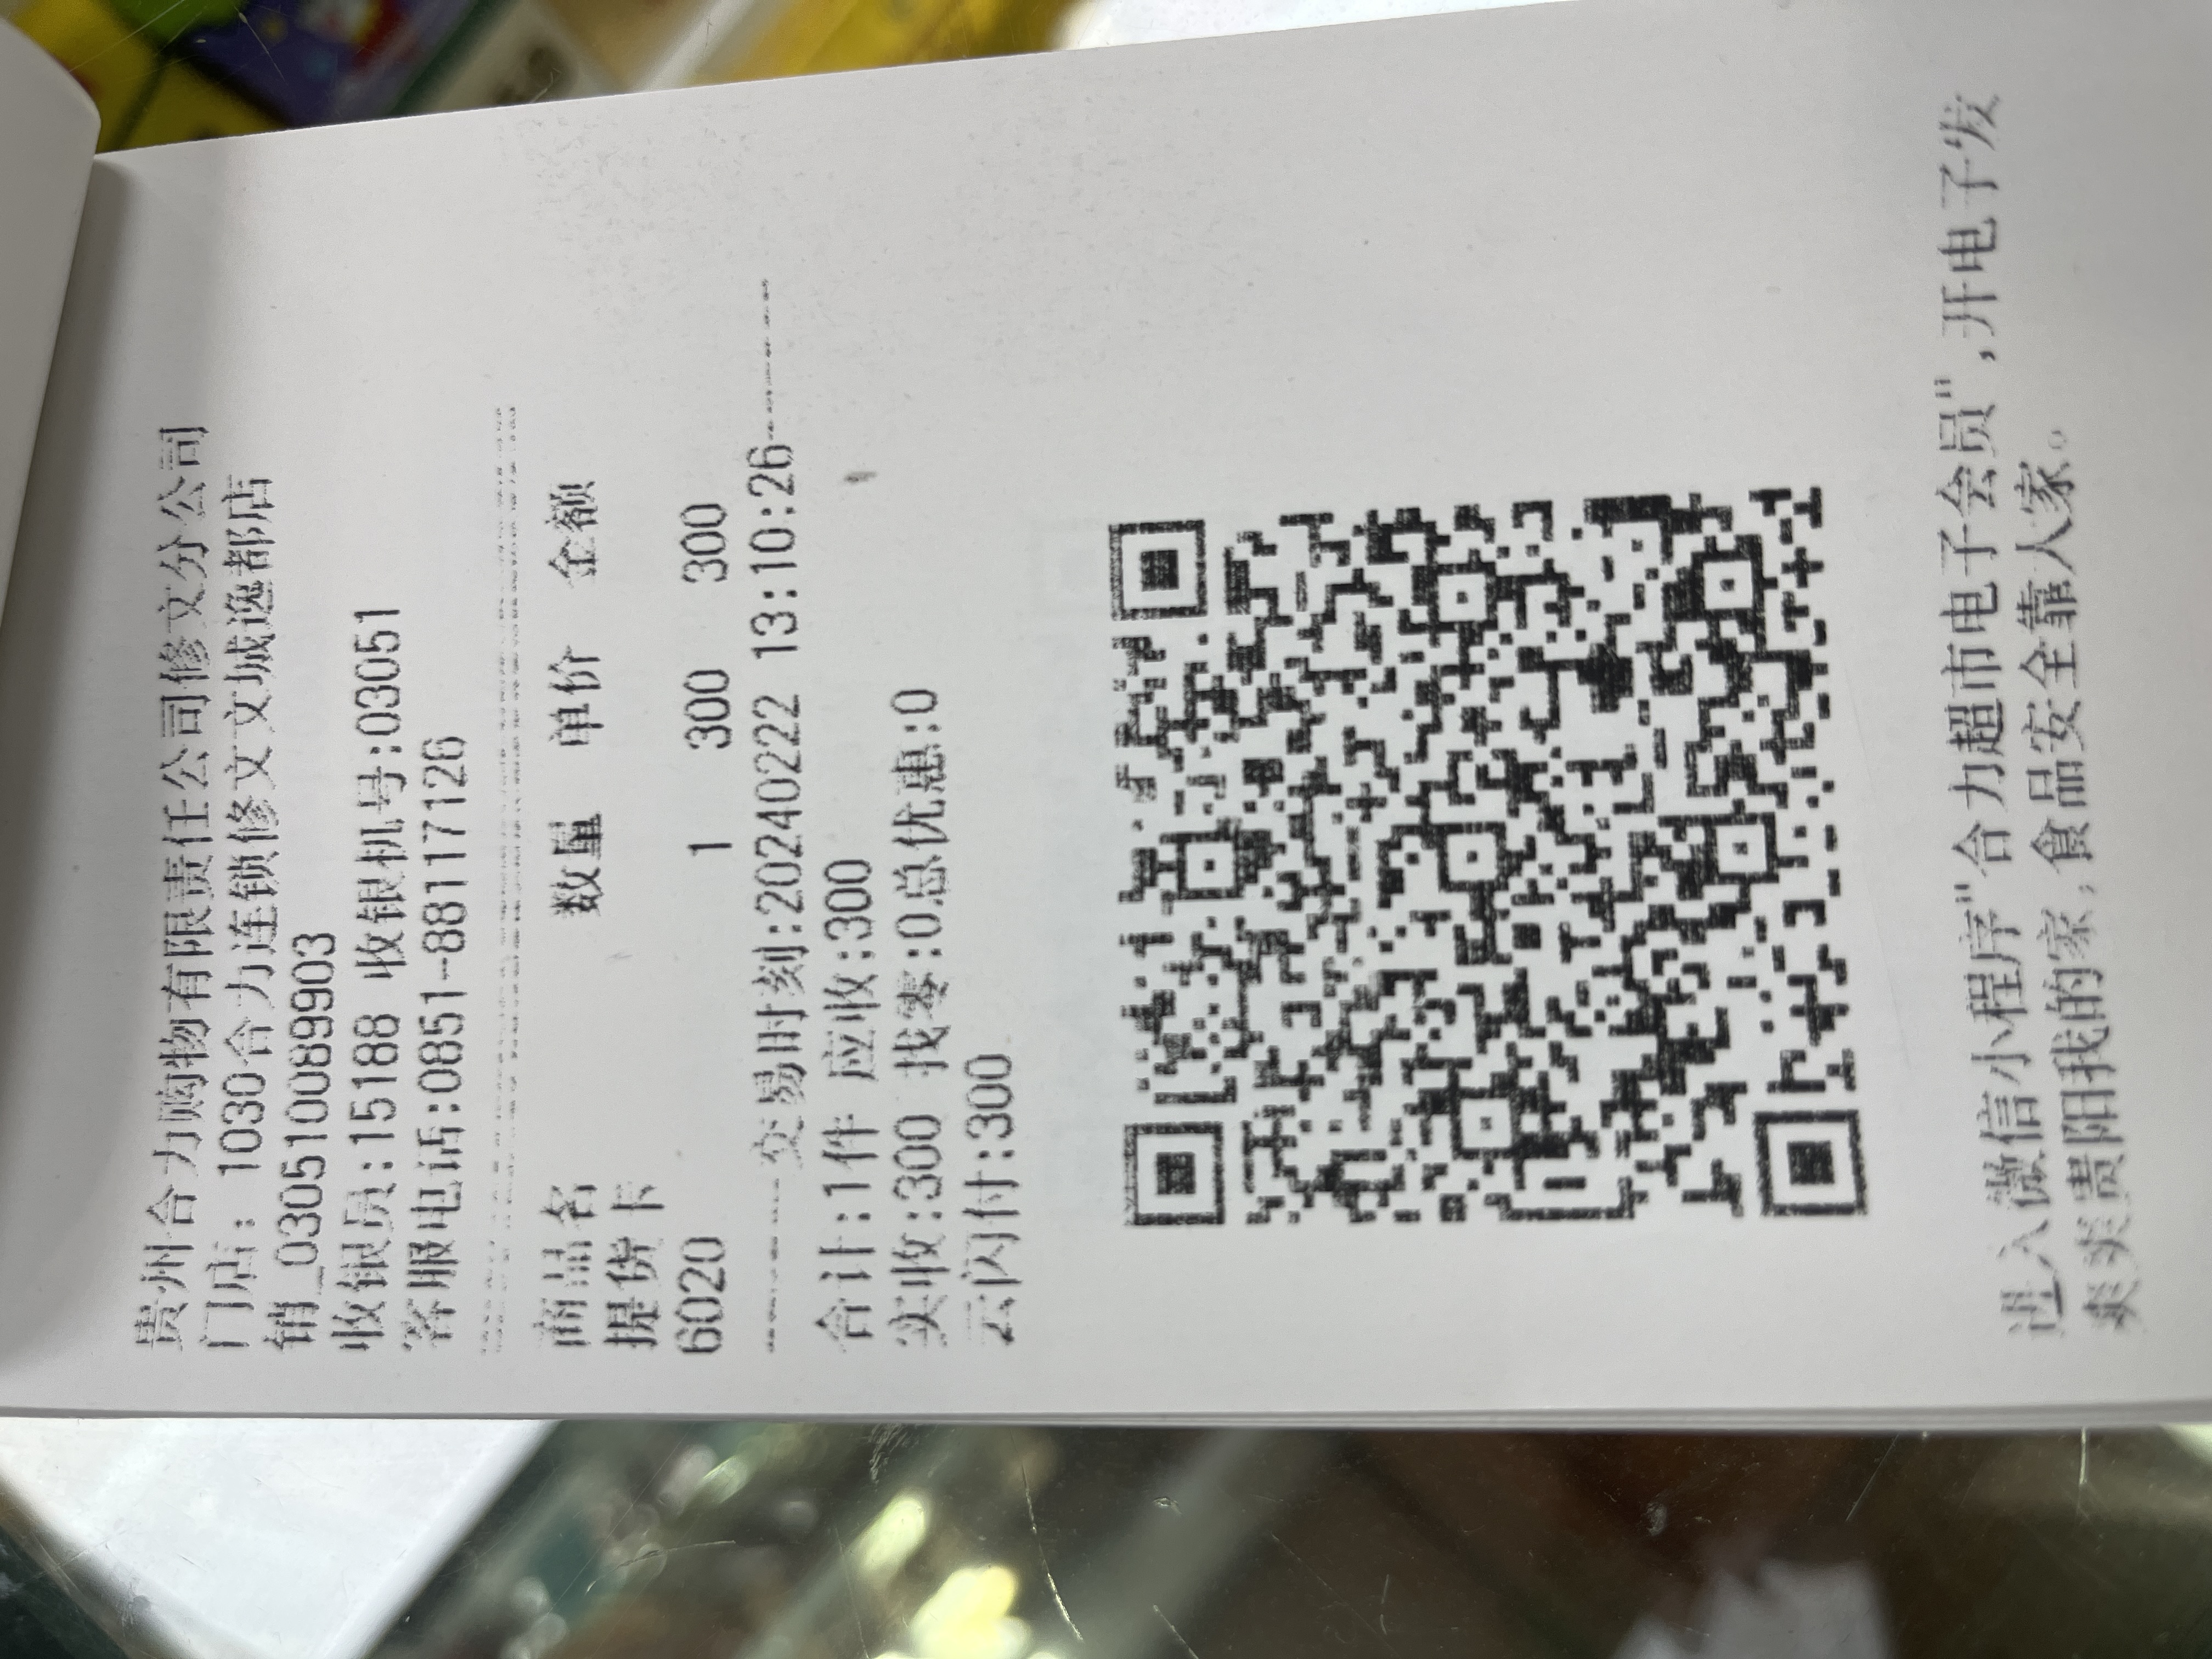 贵州合力购物有限责任公司修文分公司
门店: 1030合力连锁修文文城逸都店
销_030510089903
收银员:15188 收银机号:03051
客服电话:0851-88117126
商品名 数量 单价 金额
提货卡
6020 1 300 300
交易时刻:20240222 13:10:26
合计:1件 应收:300
实收:300 找零:0总优惠:0
云闪付:300
进入微信小程序"合力超市电子会员",开电子发
爽爽贵阳我的家,食品安全靠大家。